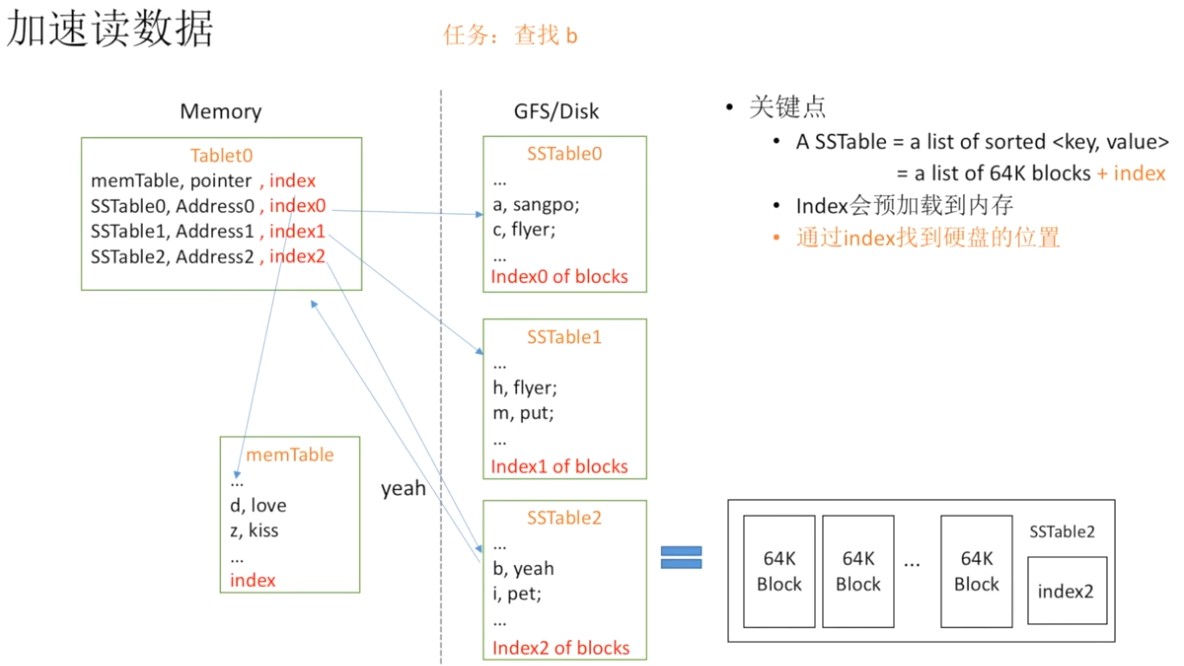 加速读数据
任务：查找 b
Memory
Tablet0
memTable, pointer , index
SSTable0, Address0 , index0
SSTable1, Address1 , index1
SSTable2, Address2 , index2
memTable
...
d, love
z, kiss
...
index
yeah
GFS/Disk
SSTable0
...
a, sangpo;
c, flyer;
...
Index0 of blocks
SSTable1
...
h, flyer;
m, put;
...
Index1 of blocks
SSTable2
...
b, yeah
i, pet;
...
Index2 of blocks
• 关键点
• A SSTable = a list of sorted <key, value>
= a list of 64K blocks + index
• Index会预加载到内存
• 通过index找到硬盘的位置
64K
Block
64K
Block
...
64K
Block
SSTable2
index2